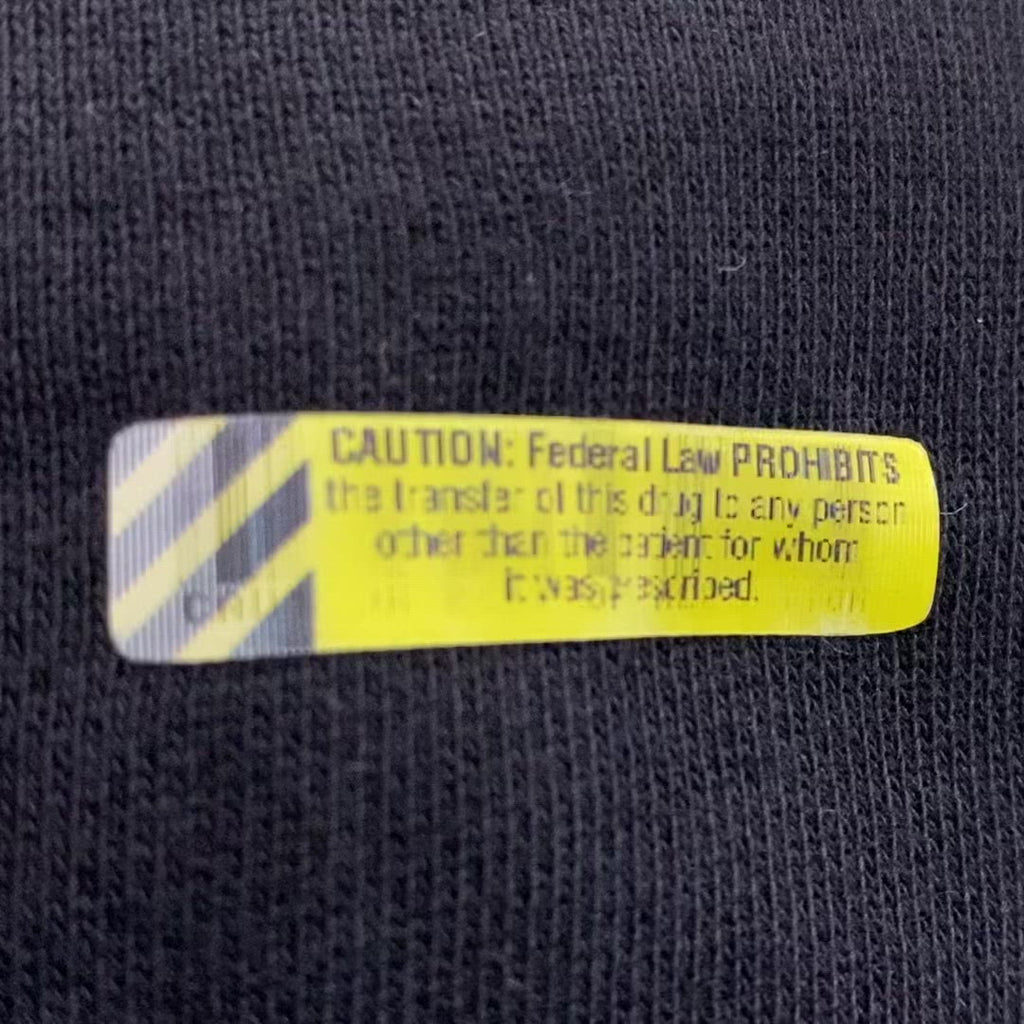 CAUTION: Federal Law PROHIBITS
the transfer of this drug to any person
other than the patient for whom
it was prescribed.